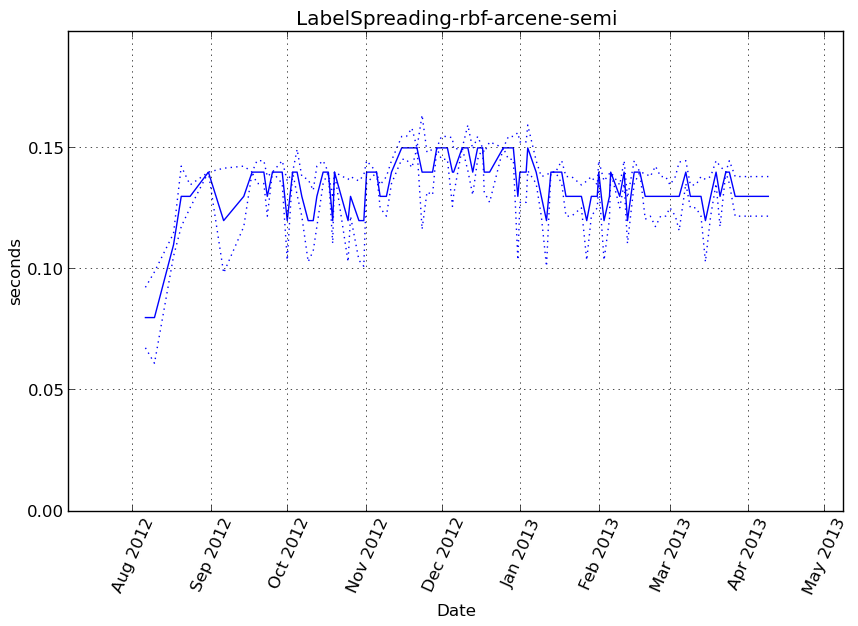 LabelSpreading-rbf-arcene-semi
seconds
0.15
0.10
0.05
0.00
Aug 2012
Sep 2012
Oct 2012
Nov 2012
Dec 2012
Jan 2013
Feb 2013
Mar 2013
Apr 2013
May 2013
Date